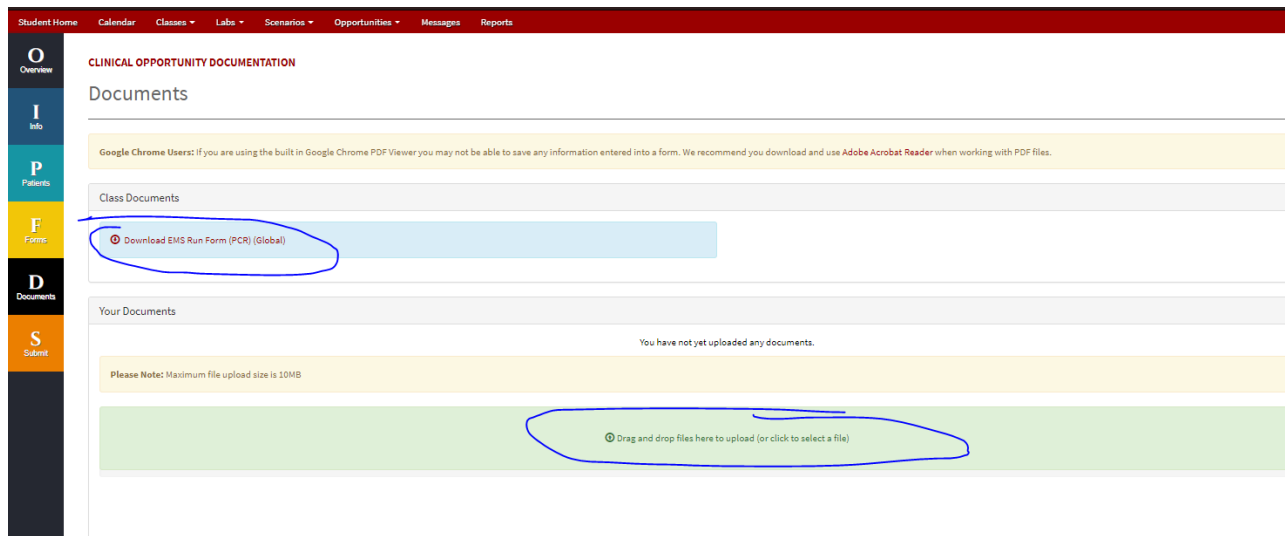 Student Home Calendar Classes Labs Scenarios Opportunities Messages Reports
O
Overview
I
Info
P
Patients
F
Forms
D
Documents
S
Submit
CLINICAL OPPORTUNITY DOCUMENTATION
Documents
Google Chrome Users: If you are using the built in Google Chrome PDF Viewer you may not be able to save any information entered into a form. We recommend you download and use Adobe Acrobat Reader when working with PDF files.
Class Documents
Download EMS Run Form (PCR) (Global)
Your Documents
You have not yet uploaded any documents.
Please Note: Maximum file upload size is 10MB
Drag and drop files here to upload (or click to select a file)